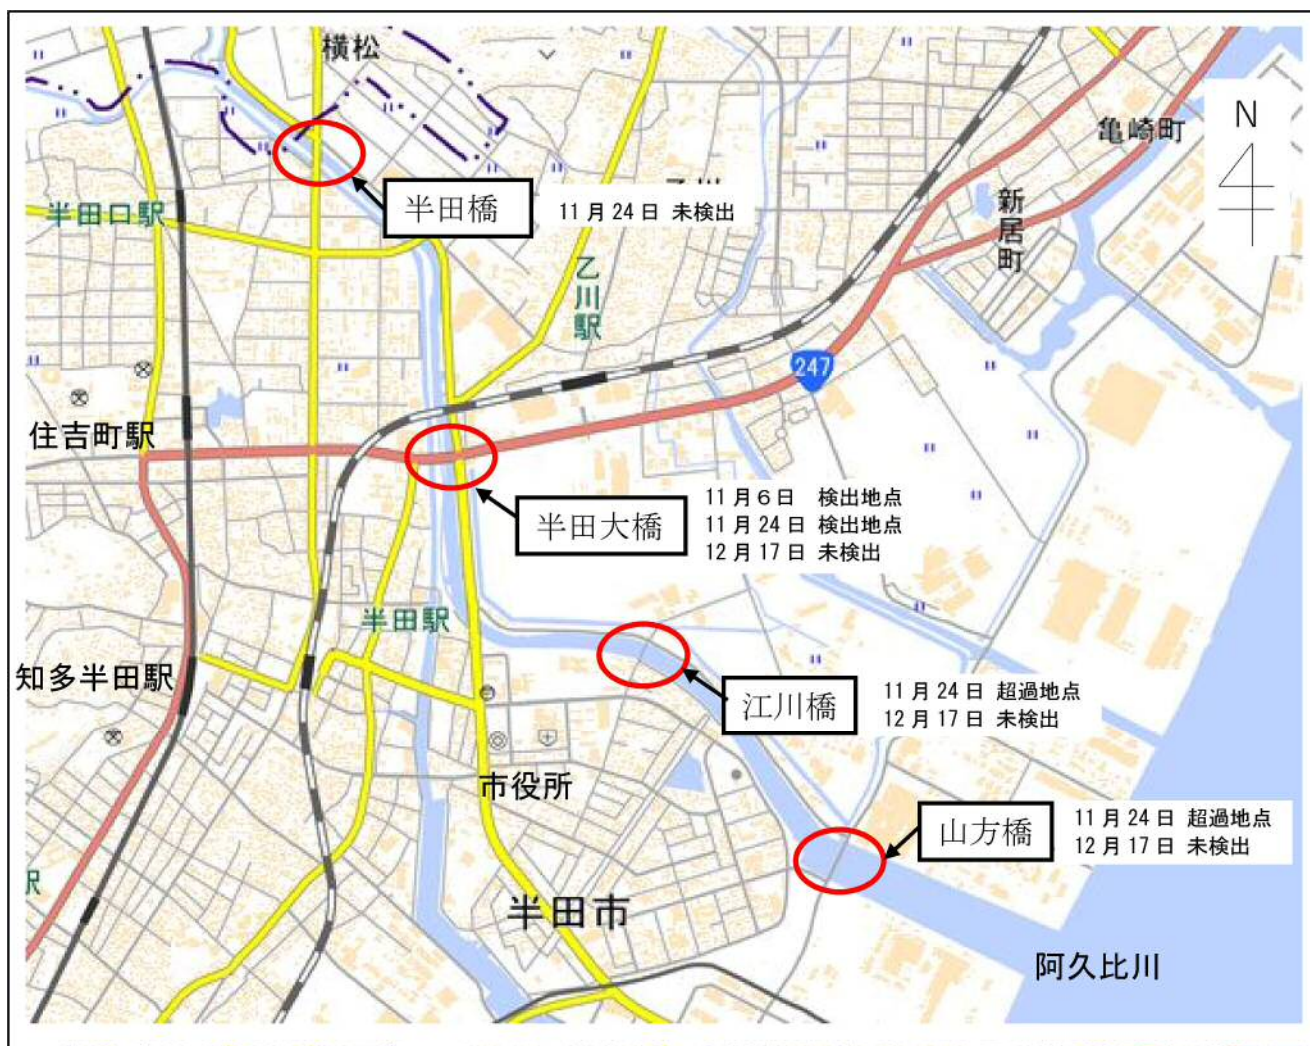 横松
亀崎町
N
半田橋
11月24日 未検出
半田口駅
新居町
乙川駅
247
住吉町駅
半田大橋
11月6日 検出地点
11月24日 検出地点
12月17日 未検出
半田駅
知多半田駅
江川橋
11月24日 超過地点
12月17日 未検出
市役所
山方橋
11月24日 超過地点
12月17日 未検出
駅
半田市
阿久比川